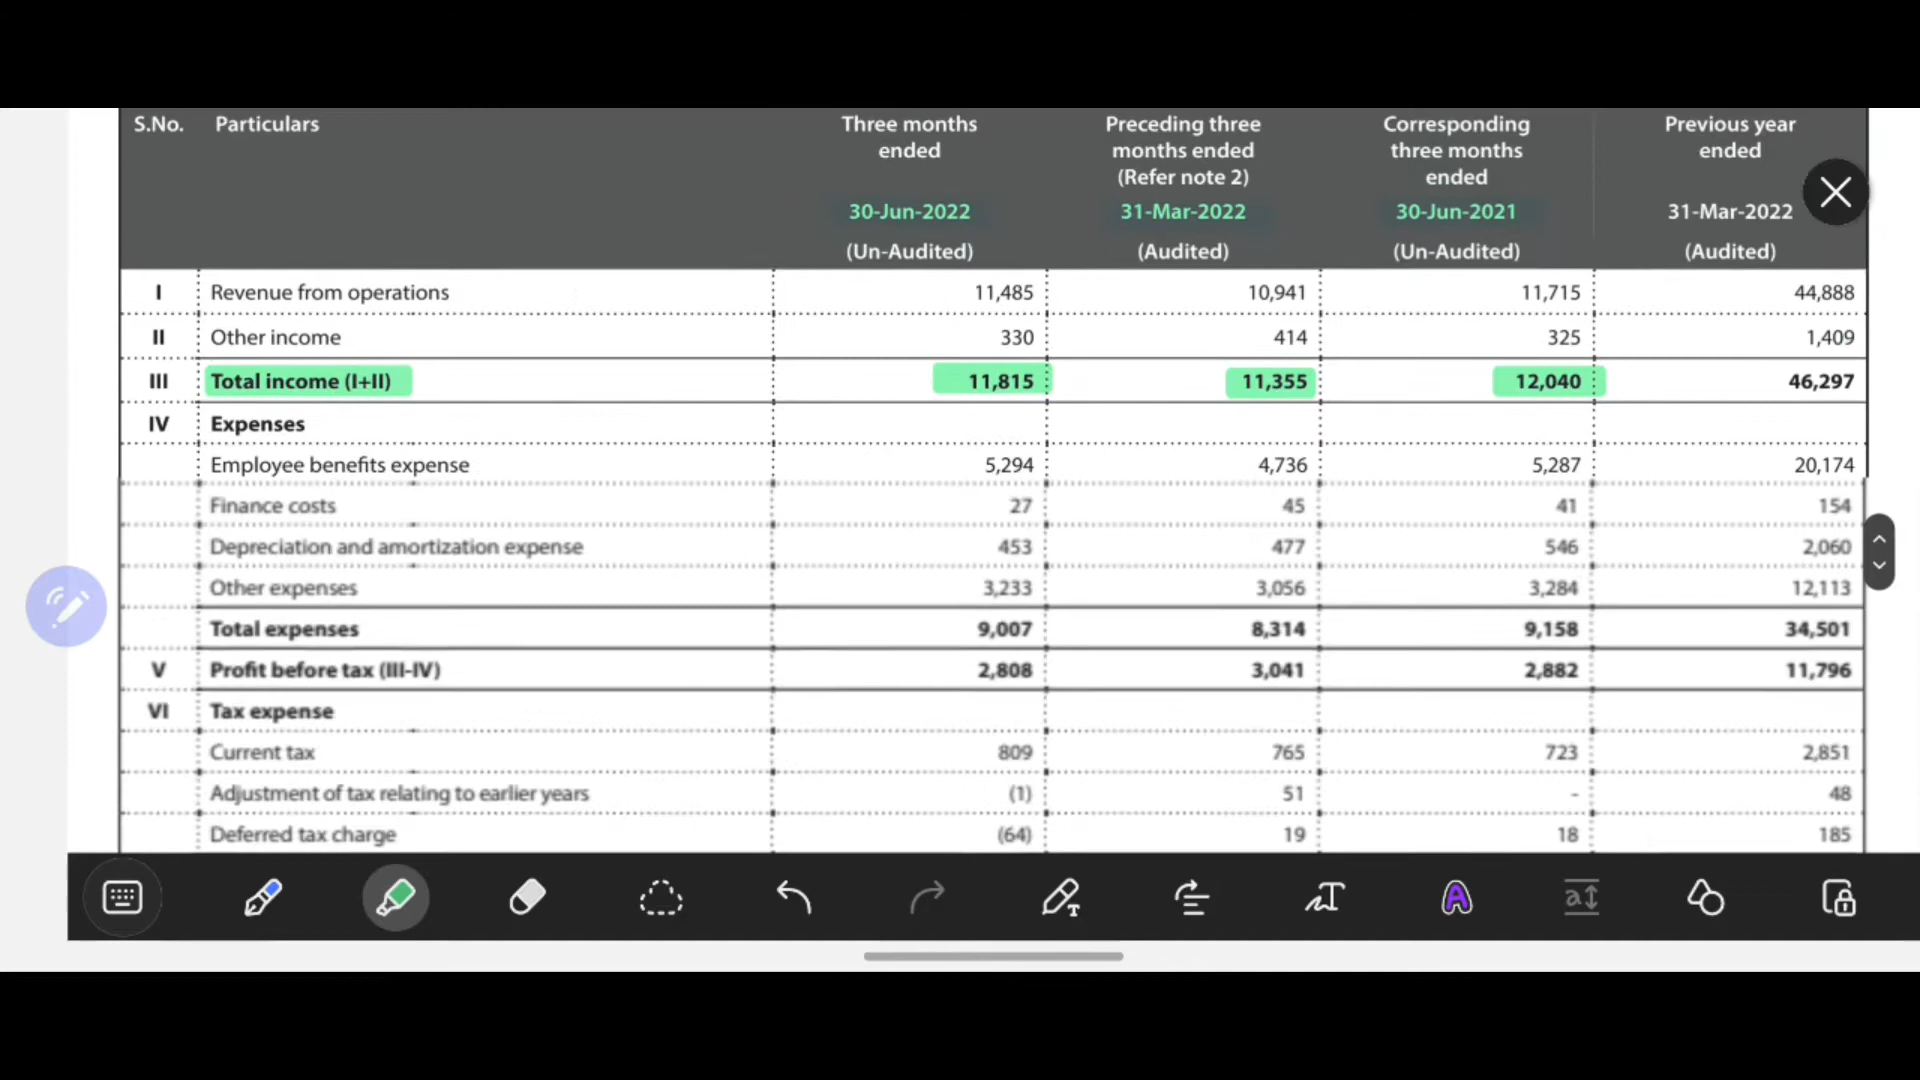 S.No. Particulars Three months ended Preceding three months ended (Refer note 2) Corresponding three months ended Previous year ended
30-Jun-2022 31-Mar-2022 30-Jun-2021 31-Mar-2022
(Un-Audited) (Audited) (Un-Audited) (Audited)
I Revenue from operations 11,485 10,941 11,715 44,888
II Other income 330 414 325 1,409
III Total income (I+II) 11,815 11,355 12,040 46,297
IV Expenses
Employee benefits expense 5,294 4,736 5,287 20,174
Finance costs 27 45 41 154
Depreciation and amortization expense 453 477 546 2,060
Other expenses 3,233 3,056 3,284 12,113
Total expenses 9,007 8,314 9,158 34,501
V Profit before tax (III-IV) 2,808 3,041 2,882 11,796
VI Tax expense
Current tax 809 765 723 2,851
Adjustment of tax relating to earlier years (1) 51 - 48
Deferred tax charge (64) 19 18 185